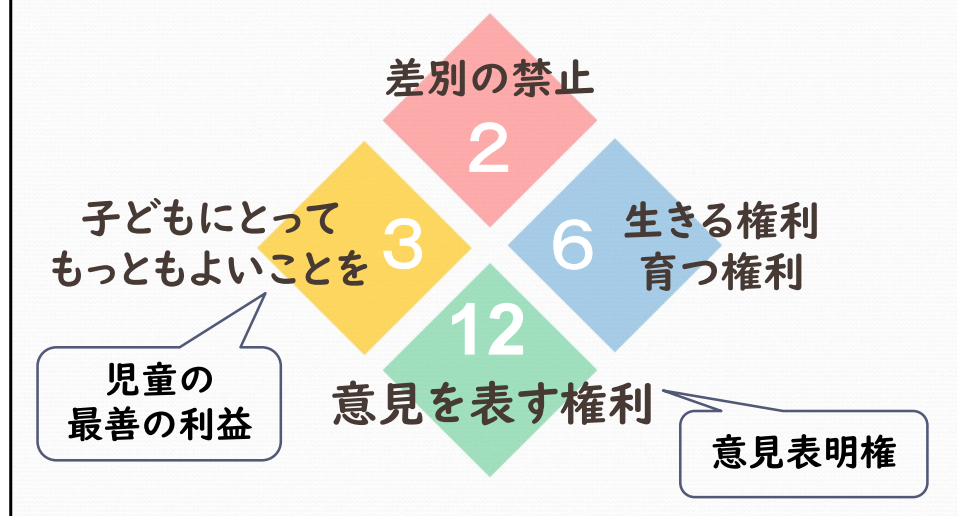 差別の禁止
2
子どもにとって
もっともよいことを
3
6
生きる権利
育つ権利
12
意見を表す権利
児童の
最善の利益
意見表明権